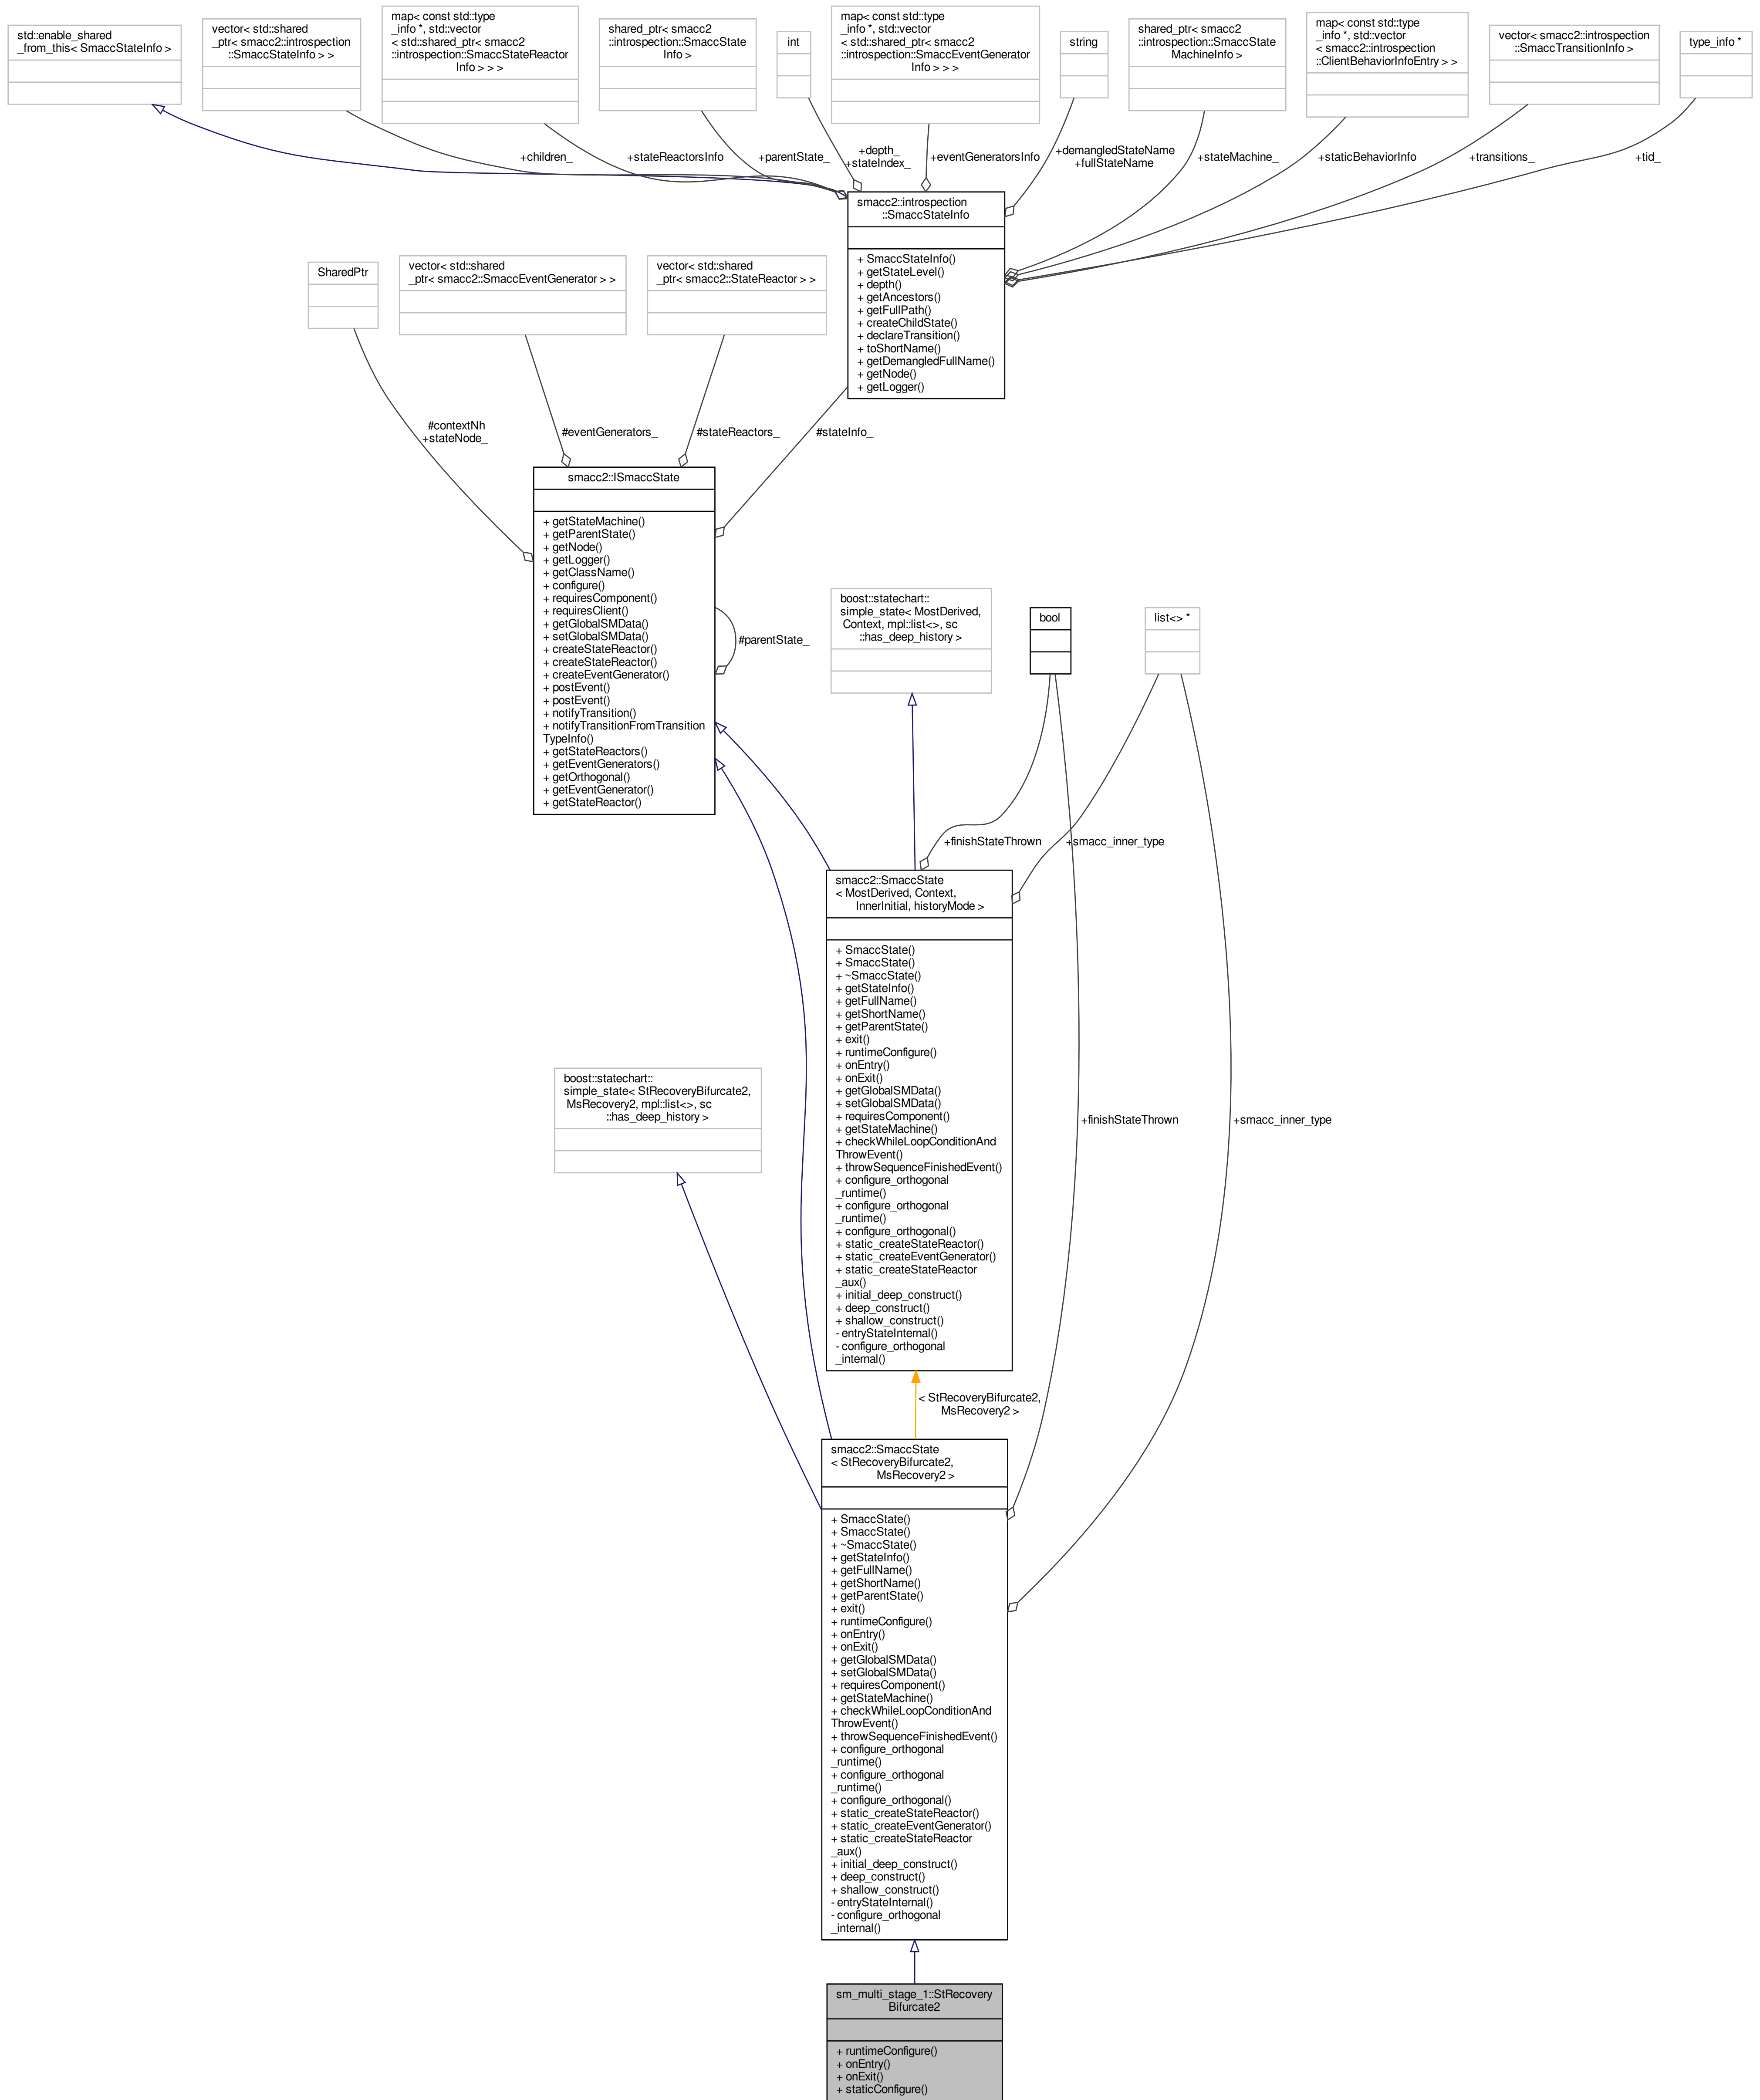 std::enable_shared
_from_this< SmaccStateInfo >
vector< std::shared
_ptr< smacc2::introspection
::SmaccStateInfo > >
map< const std::type
_info *, std::vector
< std::shared_ptr< smacc2
::introspection::SmaccStateReactor
Info > > >
shared_ptr< smacc2
::introspection::SmaccState
Info >
int
map< const std::type
_info *, std::vector
< std::shared_ptr< smacc2
::introspection::SmaccEventGenerator
Info > > >
string
shared_ptr< smacc2
::introspection::SmaccState
MachineInfo >
map< const std::type
_info *, std::vector
< smacc2::introspection
::ClientBehaviorInfoEntry > >
vector< smacc2::introspection
::SmaccTransitionInfo >
type_info *
+children_
+stateReactorsInfo
+parentState_
+depth_
+stateIndex_
+eventGeneratorsInfo
+demangledStateName
+fullStateName
+stateMachine_
+staticBehaviorInfo
+transitions_
+tid_
smacc2::introspection
::SmaccStateInfo
+ SmaccStateInfo()
+ getStateLevel()
+ depth()
+ getAncestors()
+ getFullPath()
+ createChildState()
+ declareTransition()
+ toShortName()
+ getDemangledFullName()
+ getNode()
+ getLogger()
SharedPtr
vector< std::shared
_ptr< smacc2::SmaccEventGenerator > >
vector< std::shared
_ptr< smacc2::StateReactor > >
#contextNh
+stateNode_
#eventGenerators_
#stateReactors_
#stateInfo_
smacc2::ISmaccState
+ getStateMachine()
+ getParentState()
+ getNode()
+ getLogger()
+ getClassName()
+ configure()
+ requiresComponent()
+ requiresClient()
+ getGlobalSMData()
+ setGlobalSMData()
+ createStateReactor()
+ createStateReactor()
+ createEventGenerator()
+ postEvent()
+ postEvent()
+ notifyTransition()
+ notifyTransitionFromTransition
TypeInfo()
+ getStateReactors()
+ getEventGenerators()
+ getOrthogonal()
+ getEventGenerator()
+ getStateReactor()
#parentState_
boost::statechart::
simple_state< MostDerived,
Context, mpl::list<>, sc
::has_deep_history >
bool
list<> *
+finishStateThrown
+smacc_inner_type
smacc2::SmaccState
< MostDerived, Context,
InnerInitial, historyMode >
+ SmaccState()
+ SmaccState()
+ ~SmaccState()
+ getStateInfo()
+ getFullName()
+ getShortName()
+ getParentState()
+ exit()
+ runtimeConfigure()
+ onEntry()
+ onExit()
+ getGlobalSMData()
+ setGlobalSMData()
+ requiresComponent()
+ getStateMachine()
+ checkWhileLoopConditionAnd
ThrowEvent()
+ throwSequenceFinishedEvent()
+ configure_orthogonal
_runtime()
+ configure_orthogonal
_runtime()
+ configure_orthogonal()
+ static_createStateReactor()
+ static_createEventGenerator()
+ static_createStateReactor
_aux()
+ initial_deep_construct()
+ deep_construct()
+ shallow_construct()
- entryStateInternal()
- configure_orthogonal
_internal()
boost::statechart::
simple_state< StRecoveryBifurcate2,
MsRecovery2, mpl::list<>, sc
::has_deep_history >
+finishStateThrown
+smacc_inner_type
< StRecoveryBifurcate2,
MsRecovery2 >
smacc2::SmaccState
< StRecoveryBifurcate2,
MsRecovery2 >
+ SmaccState()
+ SmaccState()
+ ~SmaccState()
+ getStateInfo()
+ getFullName()
+ getShortName()
+ getParentState()
+ exit()
+ runtimeConfigure()
+ onEntry()
+ onExit()
+ getGlobalSMData()
+ setGlobalSMData()
+ requiresComponent()
+ getStateMachine()
+ checkWhileLoopConditionAnd
ThrowEvent()
+ throwSequenceFinishedEvent()
+ configure_orthogonal
_runtime()
+ configure_orthogonal
_runtime()
+ configure_orthogonal()
+ static_createStateReactor()
+ static_createEventGenerator()
+ static_createStateReactor
_aux()
+ initial_deep_construct()
+ deep_construct()
+ shallow_construct()
- entryStateInternal()
- configure_orthogonal
_internal()
sm_multi_stage_1::StRecovery
Bifurcate2
+ runtimeConfigure()
+ onEntry()
+ onExit()
+ staticConfigure()